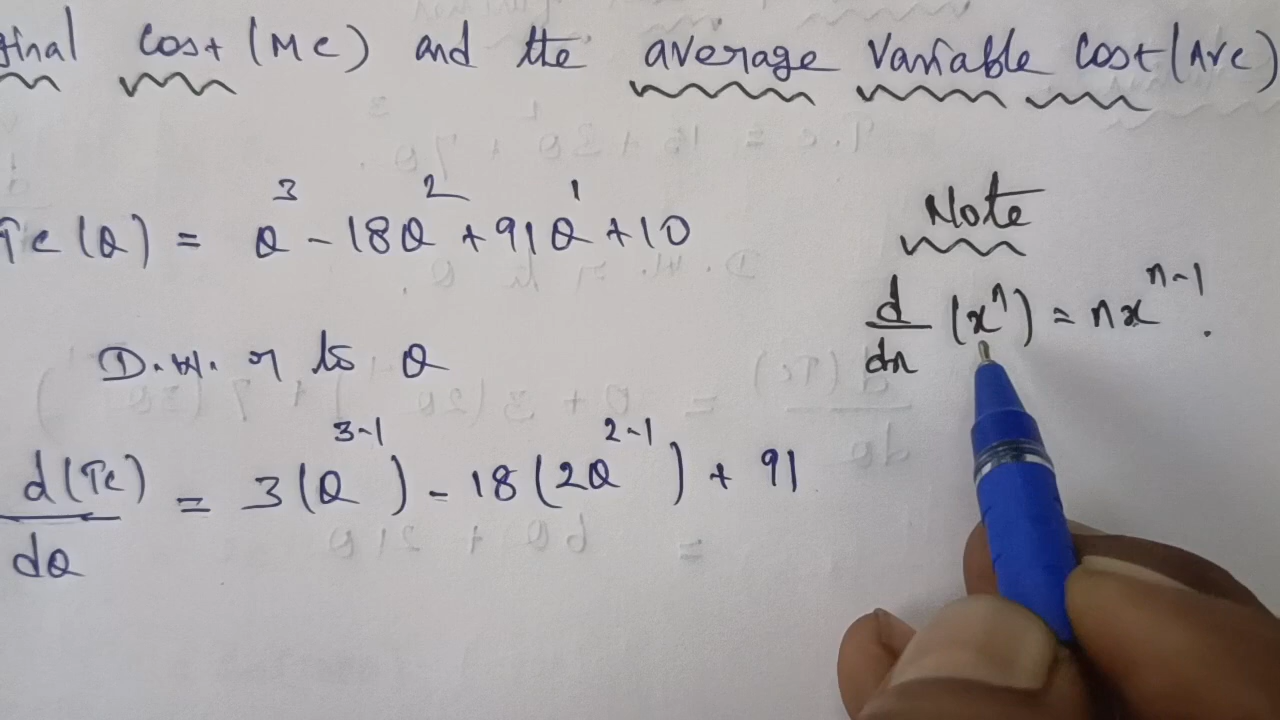 ginal cost (MC) and the average variable cost (AVC)
TC (Q) = Q³ - 18Q² + 91Q¹ + 10
Note
d/dx (xⁿ) = nxⁿ⁻¹.
D. w. r to Q
d(TC)/dQ = 3(Q³⁻¹) - 18(2Q²⁻¹) + 91